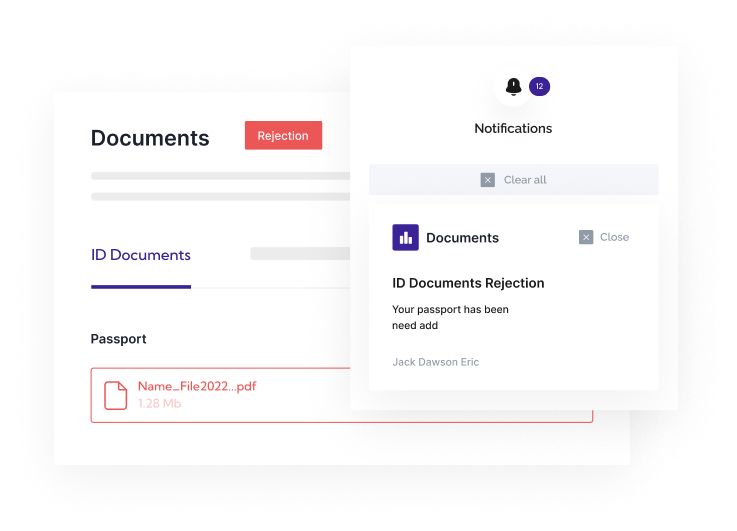 Documents
Rejection
ID Documents
Passport
Name_File2022...pdf
1.28 Mb
12
Notifications
Clear all
Documents
Close
ID Documents Rejection
Your passport has been
need add
Jack Dawson Eric